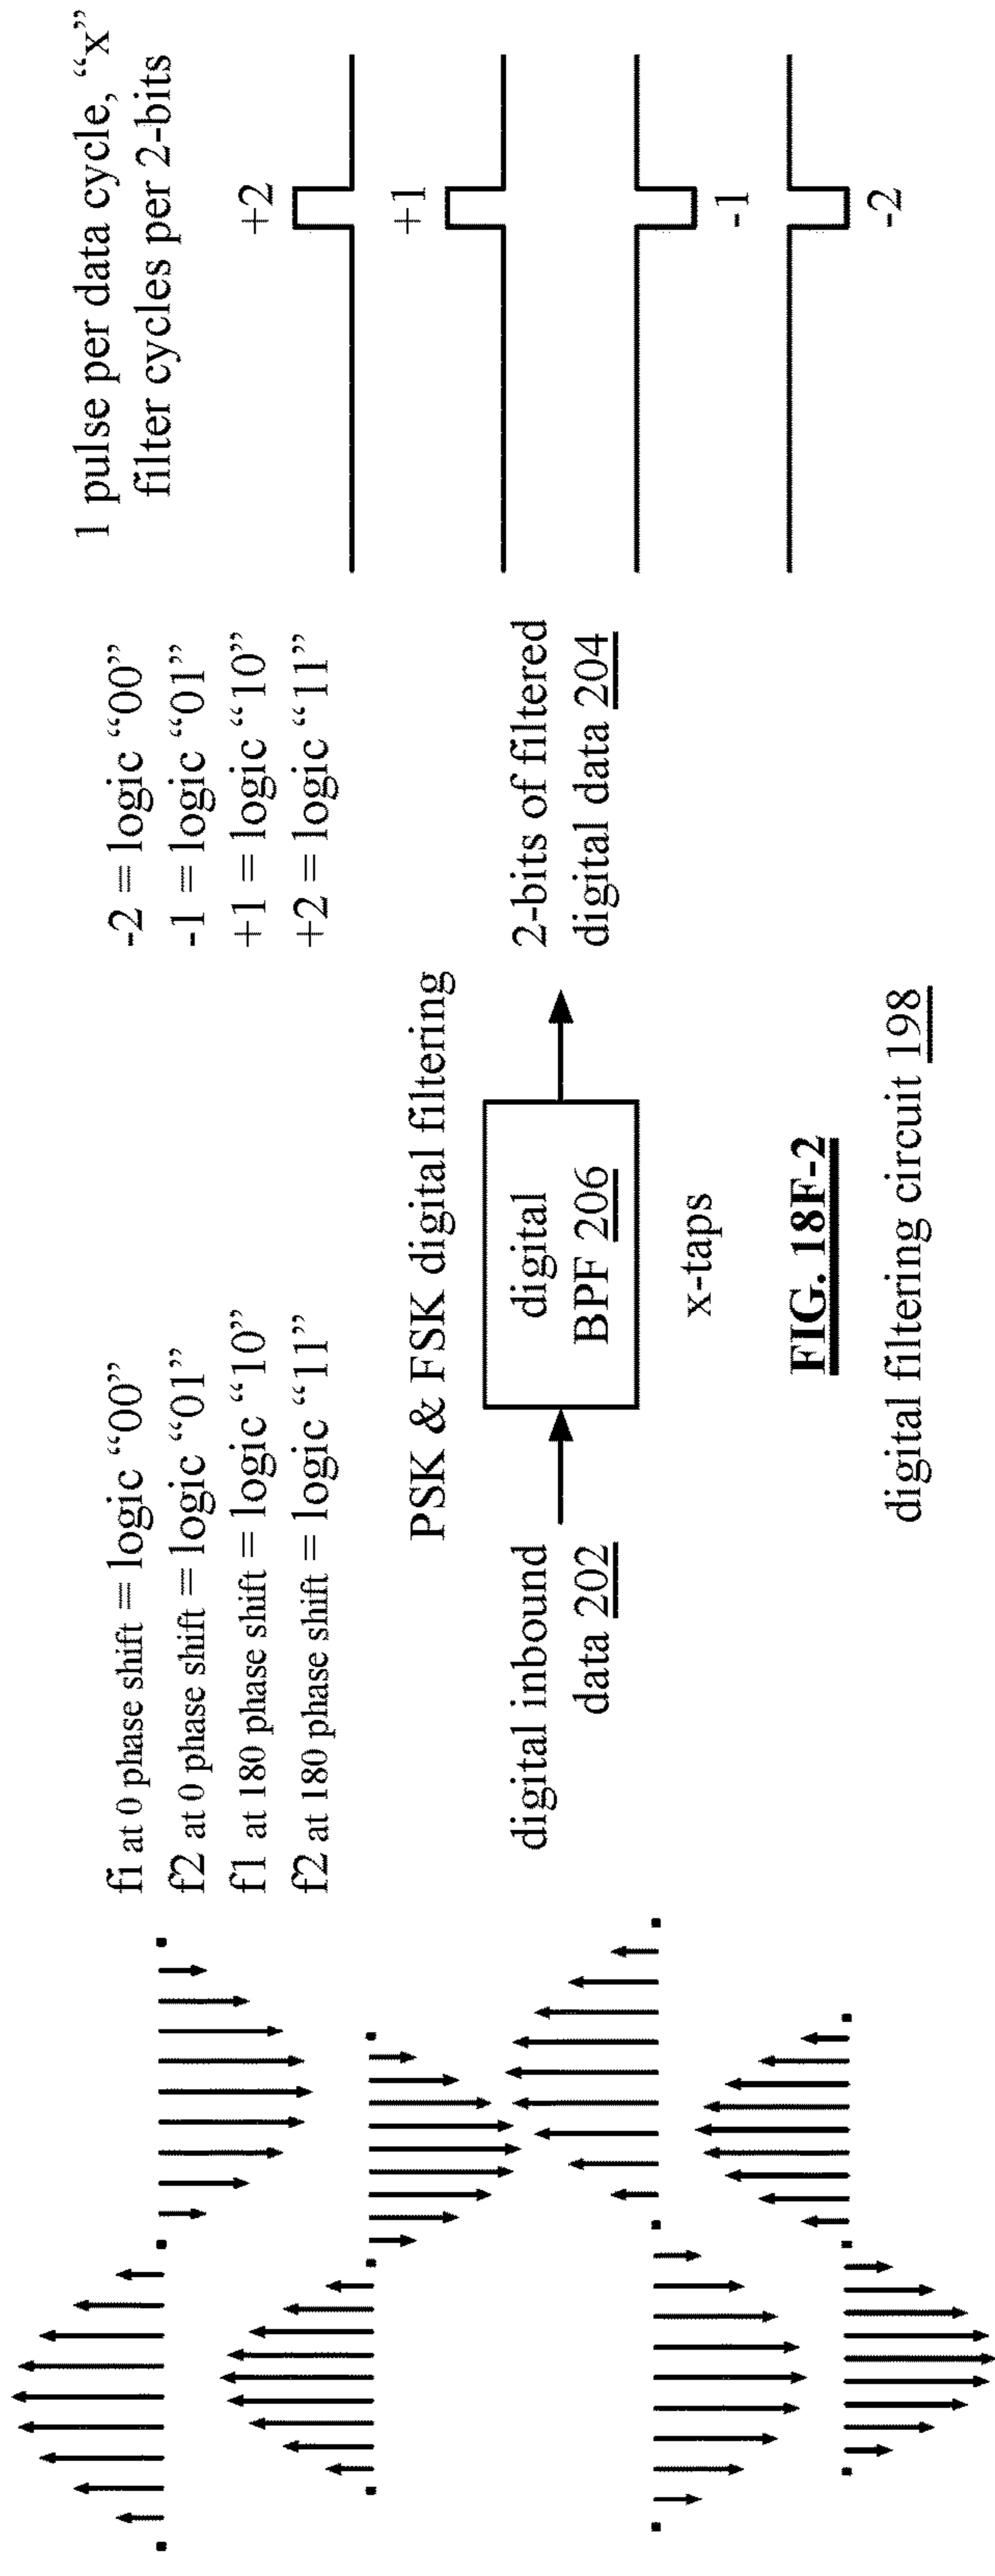 f1 at 0 phase shift = logic “00”
f2 at 0 phase shift = logic “01”
f1 at 180 phase shift = logic “10”
f2 at 180 phase shift = logic “11”
-2 = logic “00”
-1 = logic “01”
+1 = logic “10”
+2 = logic “11”
1 pulse per data cycle, “x”
filter cycles per 2-bits
+2
+1
-1
-2
PSK & FSK digital filtering
digital inbound
data 202
digital
BPF 206
x-taps
2-bits of filtered
digital data 204
FIG. 18F-2
digital filtering circuit 198